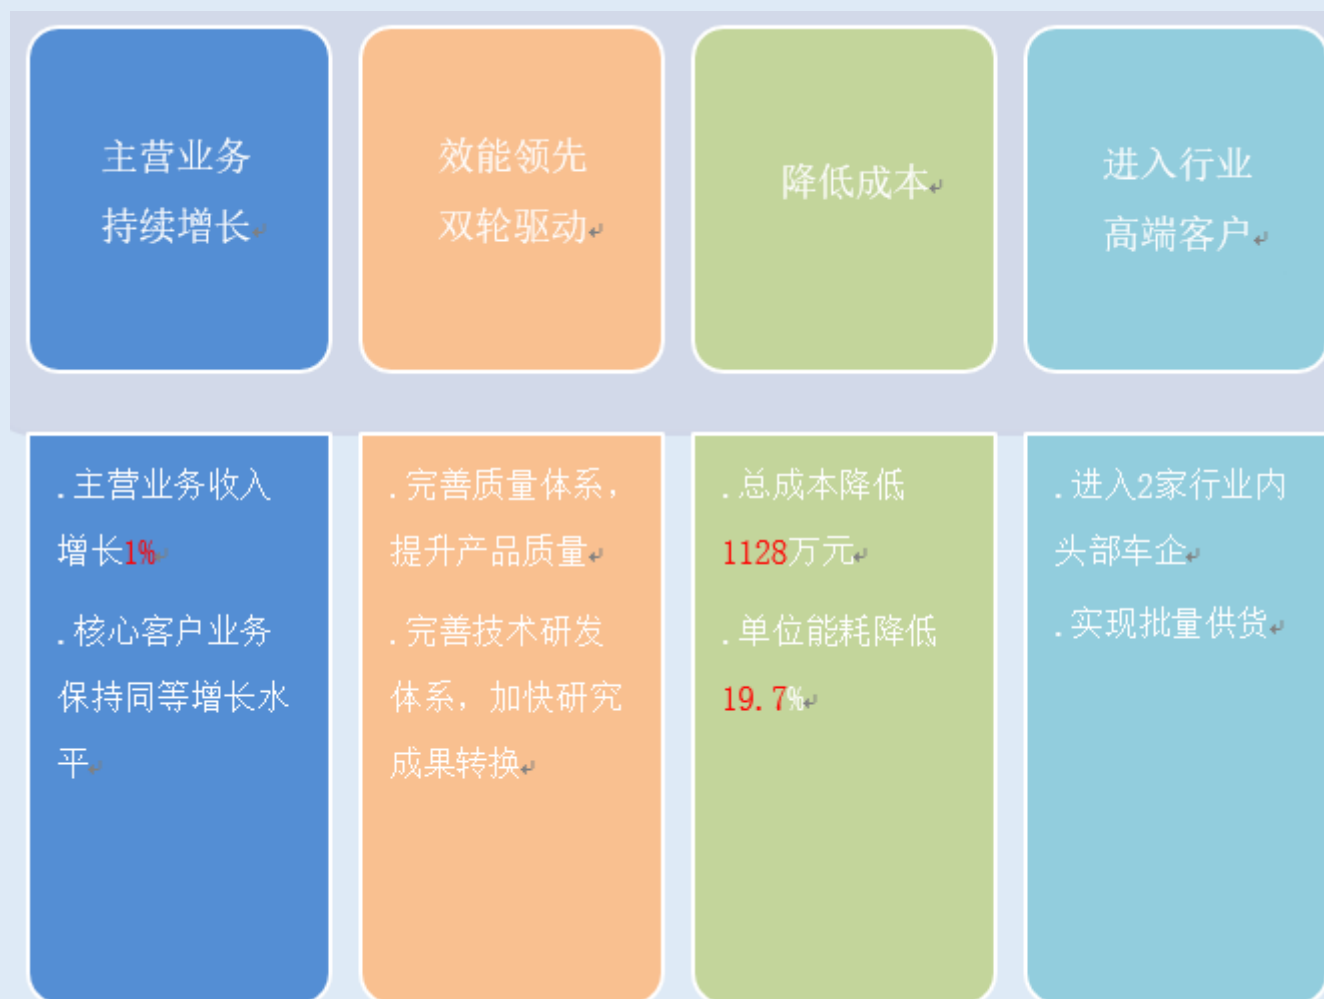 主营业务
持续增长
效能领先
双轮驱动
降低成本
进入行业
高端客户
.主营业务收入
增长1%
.核心客户业务
保持同等增长水
平
.完善质量体系，
提升产品质量
.完善技术研发
体系，加快研究
成果转换
.总成本降低
1128万元
.单位能耗降低
19.7%
.进入2家行业内
头部车企
.实现批量供货